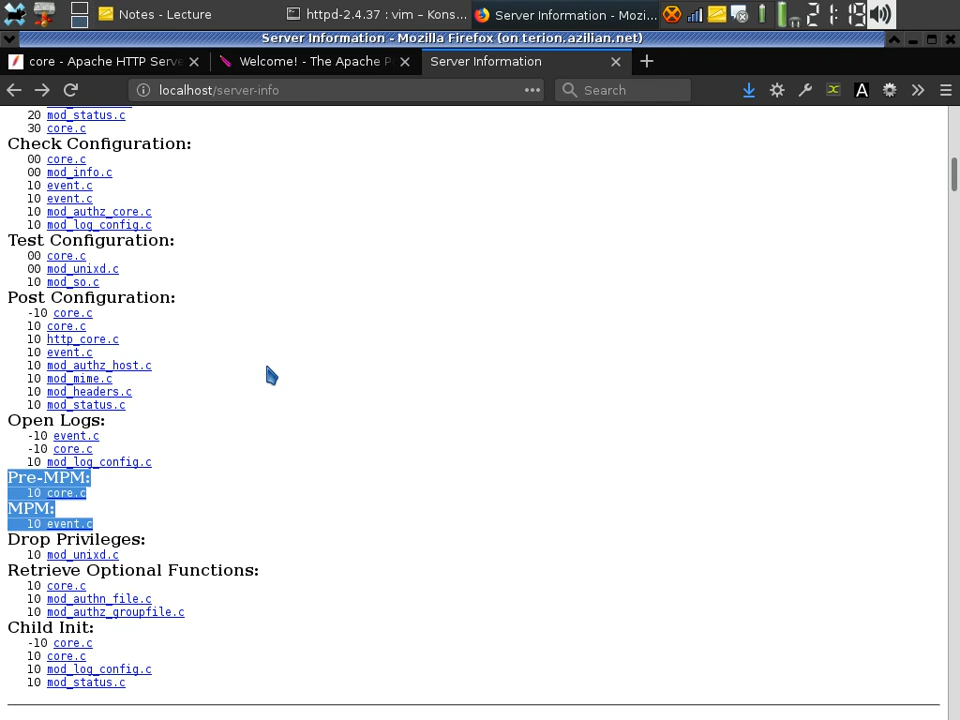 Notes - Lecture
httpd-2.4.37 : vim – Kons...
Server Information - Mozi...
21:19
Server Information - Mozilla Firefox (on terion.azilian.net)
core - Apache HTTP Serve
Welcome! - The Apache P
Server Information
localhost/server-info
Search
20 mod_status.c
30 core.c
Check Configuration:
00 core.c
00 mod_info.c
10 event.c
10 event.c
10 mod_authz_core.c
10 mod_log_config.c
Test Configuration:
00 core.c
00 mod_unixd.c
10 mod_so.c
Post Configuration:
-10 core.c
10 core.c
10 http_core.c
10 event.c
10 mod_authz_host.c
10 mod_mime.c
10 mod_headers.c
10 mod_status.c
Open Logs:
-10 event.c
-10 core.c
10 mod_log_config.c
Pre-MPM:
10 core.c
MPM:
10 event.c
Drop Privileges:
10 mod_unixd.c
Retrieve Optional Functions:
10 core.c
10 mod_authn_file.c
10 mod_authz_groupfile.c
Child Init:
-10 core.c
10 core.c
10 mod_log_config.c
10 mod_status.c